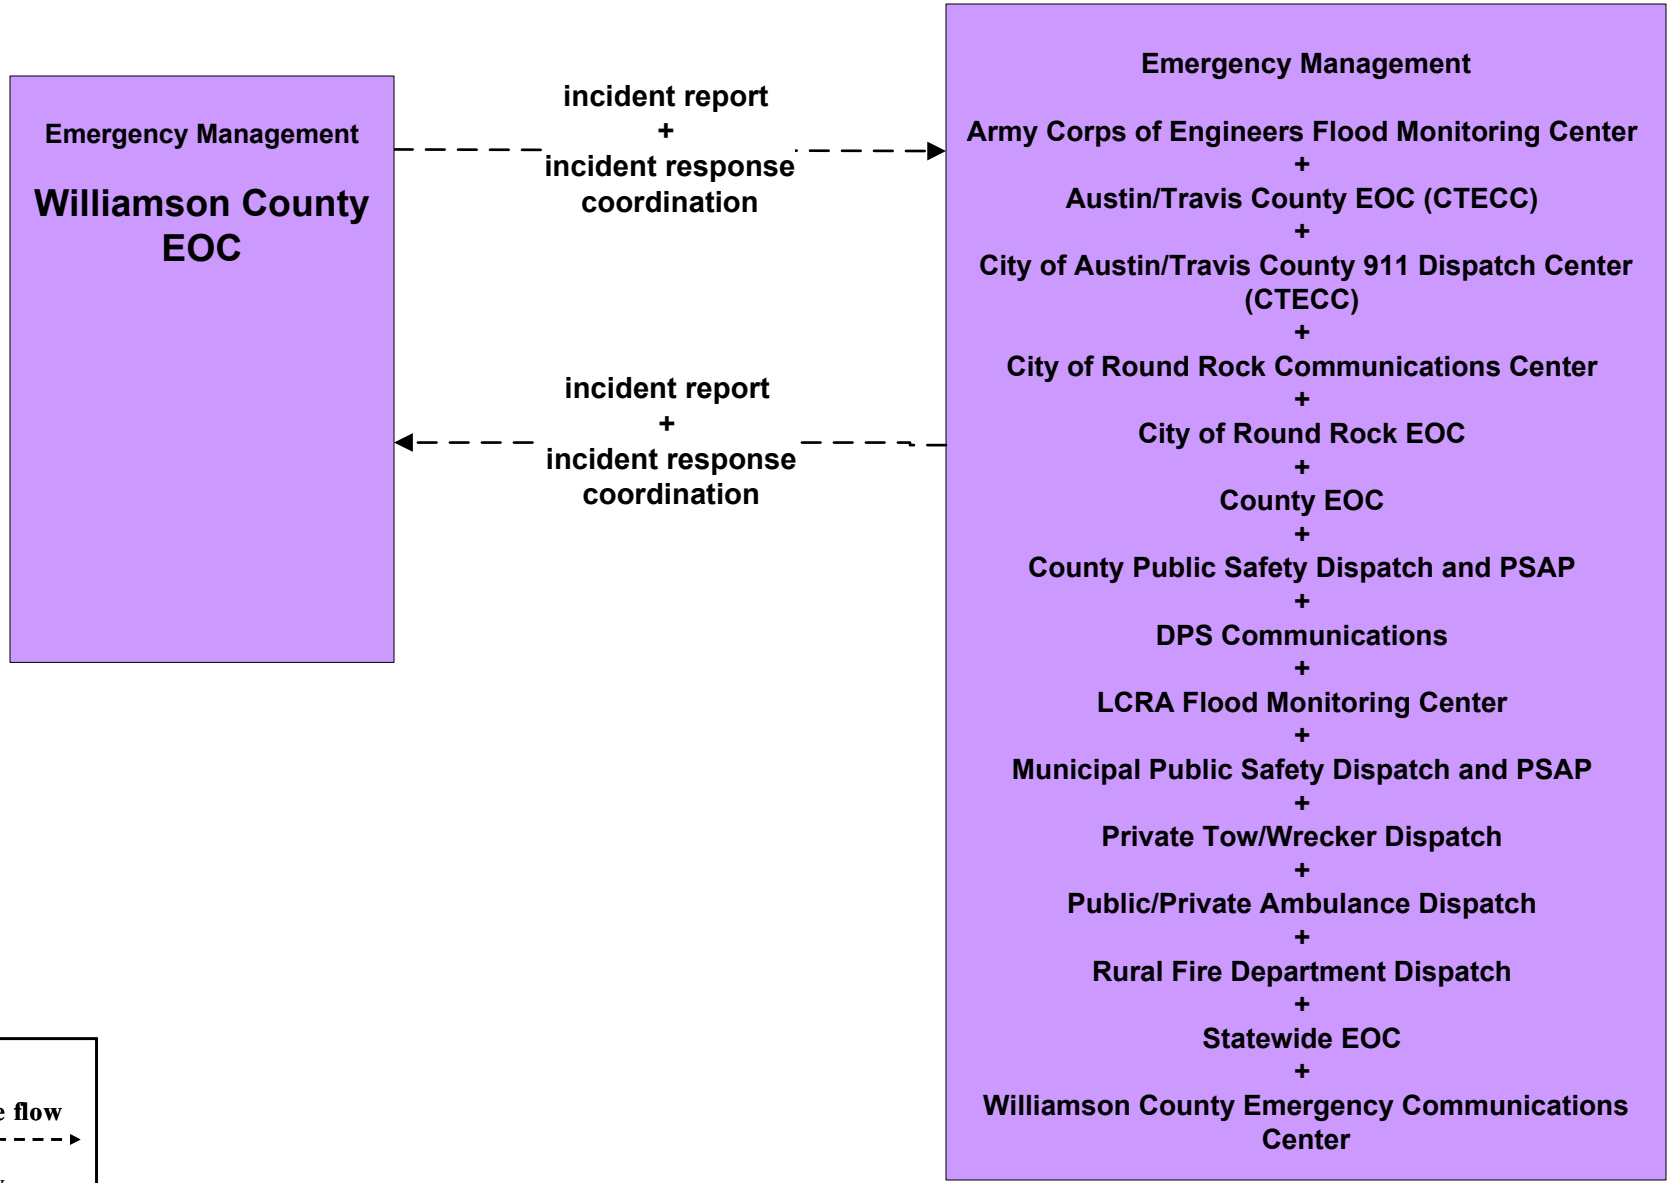 Emergency Management
Williamson County
EOC
incident report
+
incident response
coordination
incident report
+
incident response
coordination
Emergency Management
Army Corps of Engineers Flood Monitoring Center
+
Austin/Travis County EOC (CTECC)
+
City of Austin/Travis County 911 Dispatch Center
(CTECC)
+
City of Round Rock Communications Center
+
City of Round Rock EOC
+
County EOC
+
County Public Safety Dispatch and PSAP
+
DPS Communications
+
LCRA Flood Monitoring Center
+
Municipal Public Safety Dispatch and PSAP
+
Private Tow/Wrecker Dispatch
+
Public/Private Ambulance Dispatch
+
Rural Fire Department Dispatch
+
Statewide EOC
+
Williamson County Emergency Communications
Center
flow